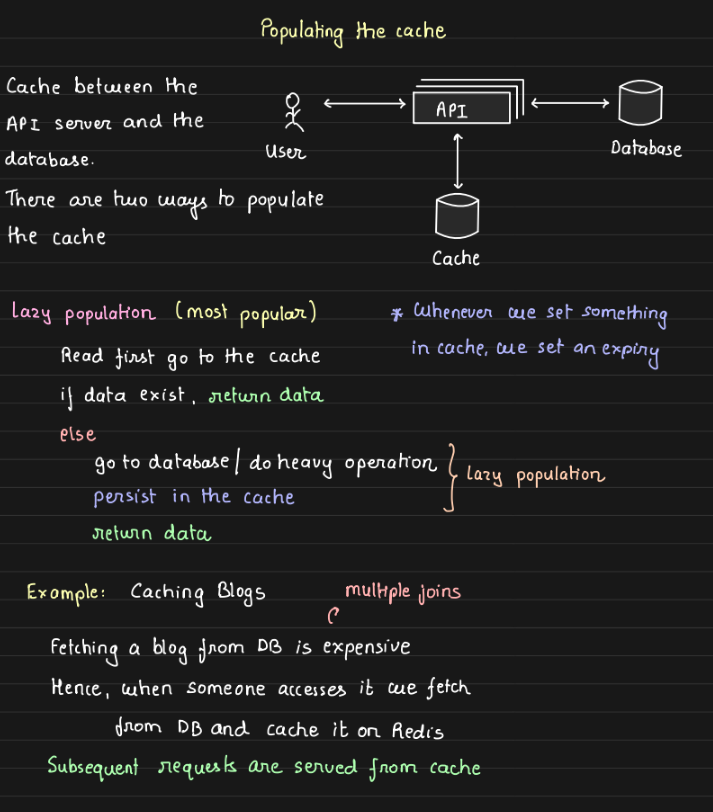 Populating the cache
Cache between the
API server and the
database.
There are two ways to populate
the cache
User
API
Database
Cache
lazy population (most popular)
Read first go to the cache
if data exist, return data
else
go to database / do heavy operation
persist in the cache
return data
lazy population
* Whenever we set something
in cache, we set an expiry
Example: Caching Blogs
multiple joins
Fetching a blog from DB is expensive
Hence, when someone accesses it we fetch
from DB and cache it on Redis
Subsequent requests are served from cache